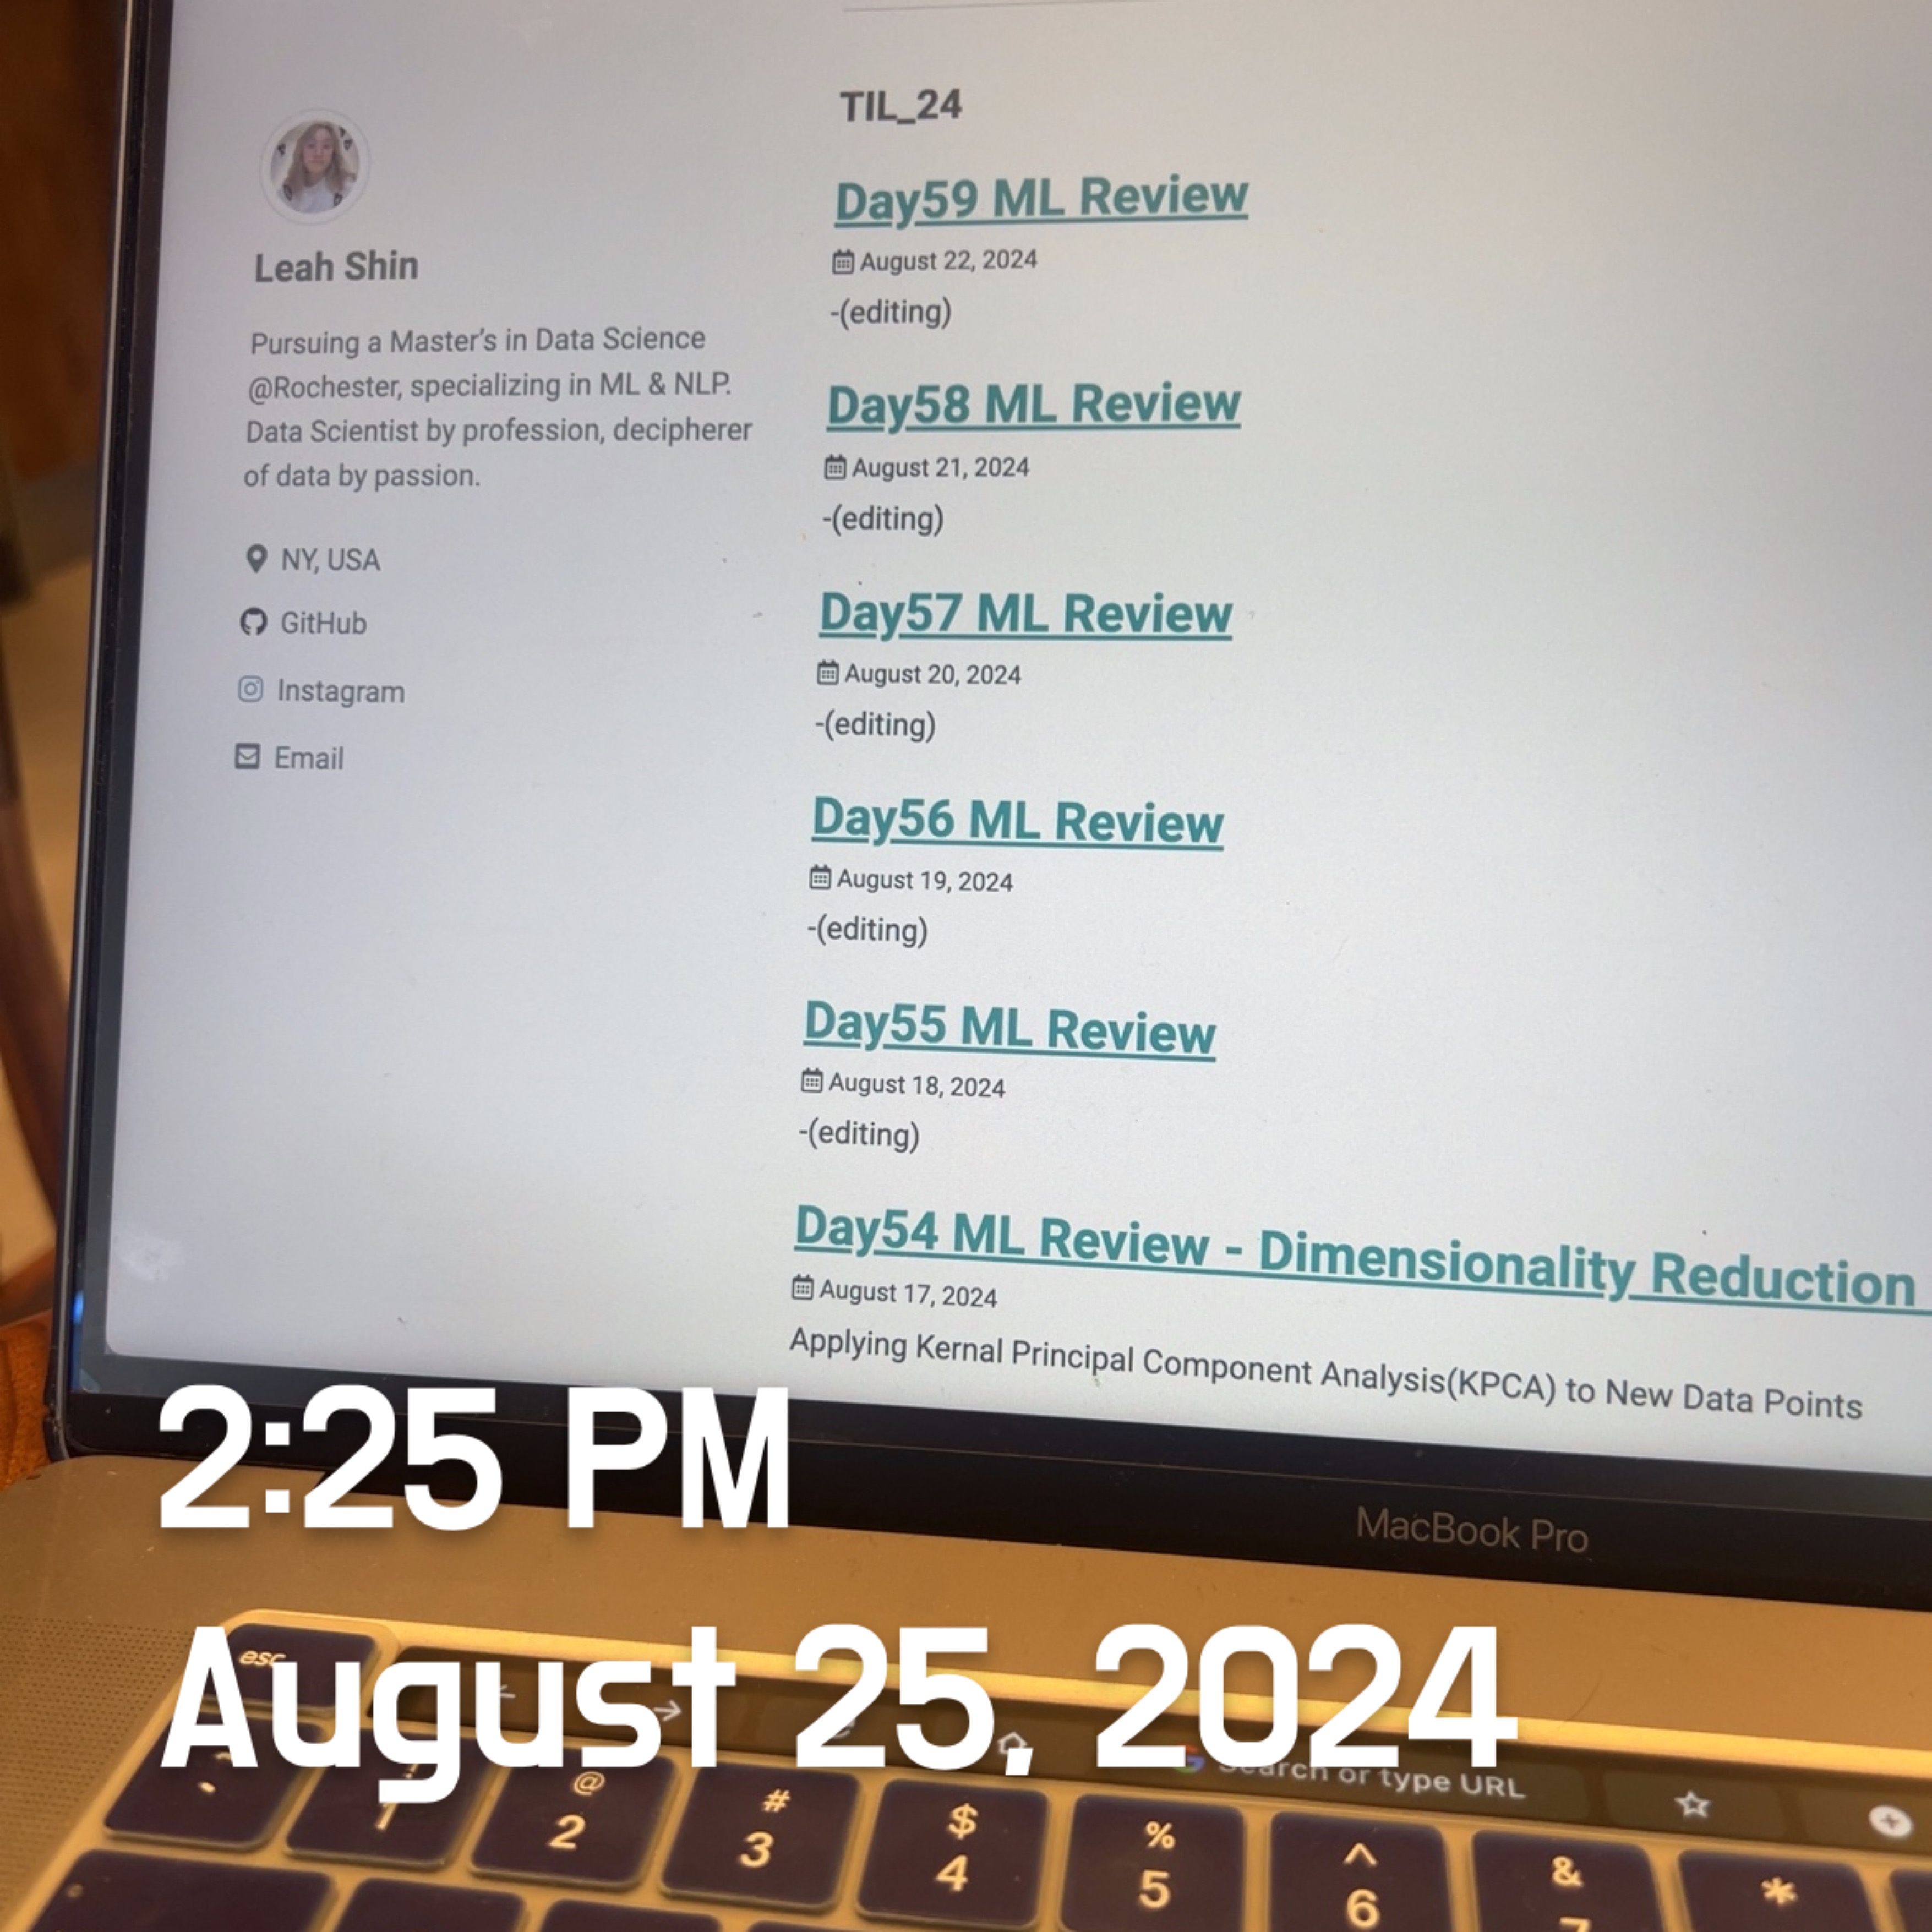 TIL_24
Leah Shin
Pursuing a Master's in Data Science
@Rochester, specializing in ML & NLP.
Data Scientist by profession, decipherer
of data by passion.
NY, USA
GitHub
Instagram
Email
Day59 ML Review
August 22, 2024
-(editing)
Day58 ML Review
August 21, 2024
-(editing)
Day57 ML Review
August 20, 2024
-(editing)
Day56 ML Review
August 19, 2024
-(editing)
Day55 ML Review
August 18, 2024
-(editing)
Day54 ML Review - Dimensionality Reduction
August 17, 2024
Applying Kernal Principal Component Analysis(KPCA) to New Data Points
2:25 PM
MacBook Pro
August 25, 2024
esc
Search or type URL
! @ # $ % ^ & *
1 2 3 4 5 6 7